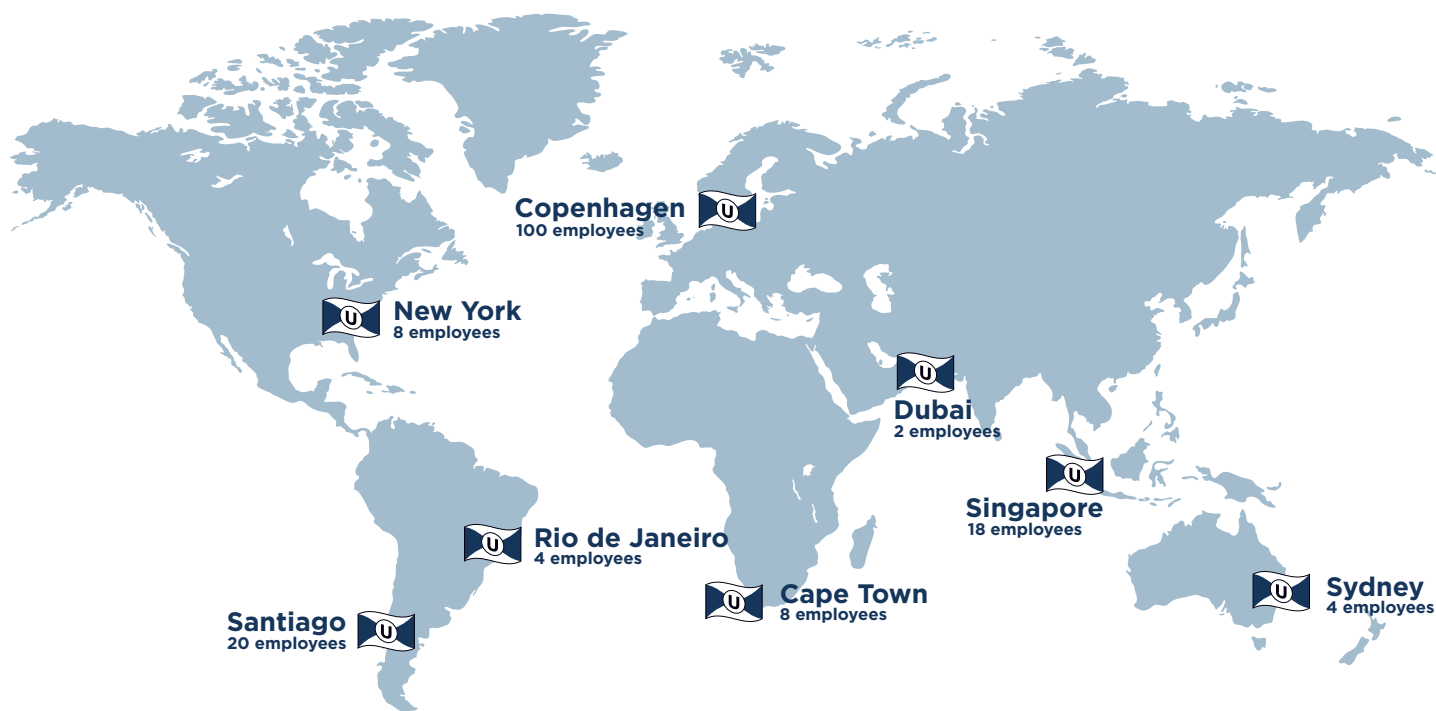 Copenhagen
100 employees
U
U
New York
8 employees
U
Dubai
2 employees
U
Singapore
18 employees
U
Rio de Janeiro
4 employees
U
Cape Town
8 employees
U
Sydney
4 employees
Santiago
20 employees
U